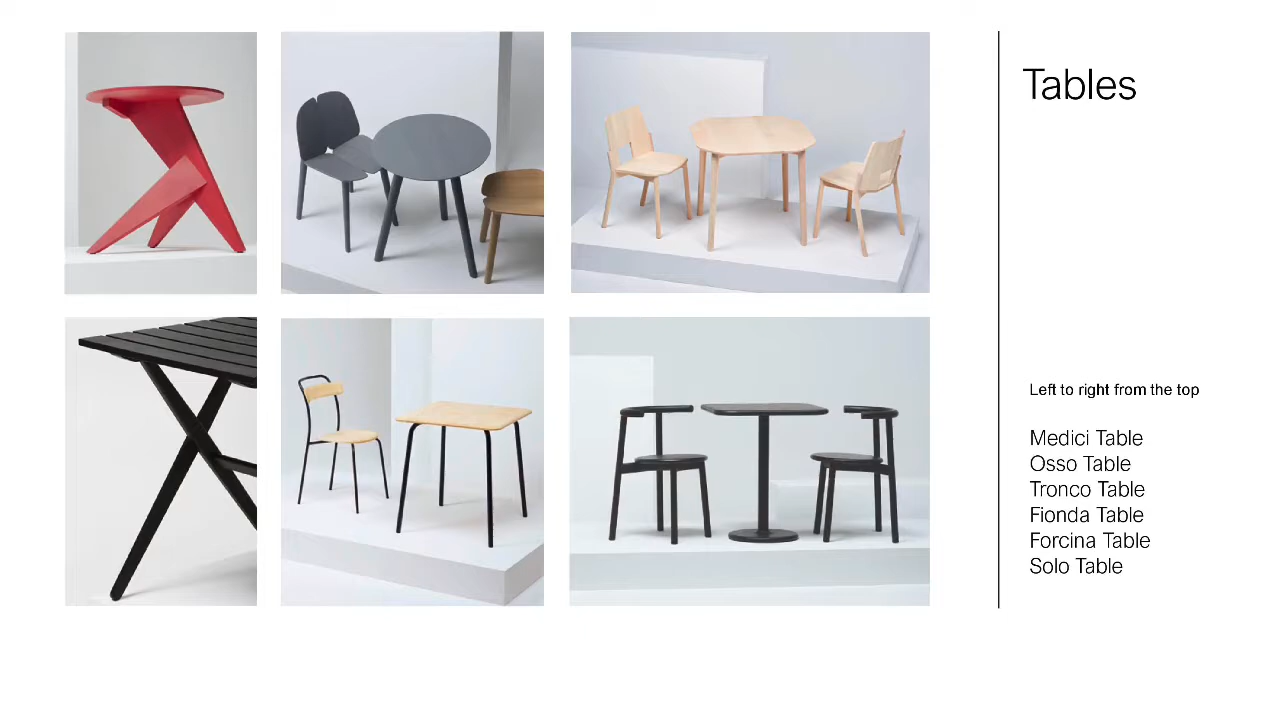 Tables
Left to right from the top
Medici Table
Osso Table
Tronco Table
Fionda Table
Forcina Table
Solo Table